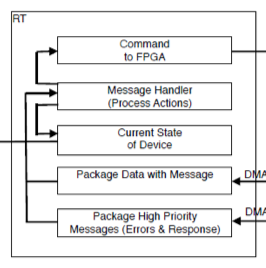 RT
Command
to FPGA
Message Handler
(Process Actions)
Current State
of Device
Package Data with Message
DMA
Package High Priority
Messages (Errors & Response)
DMA